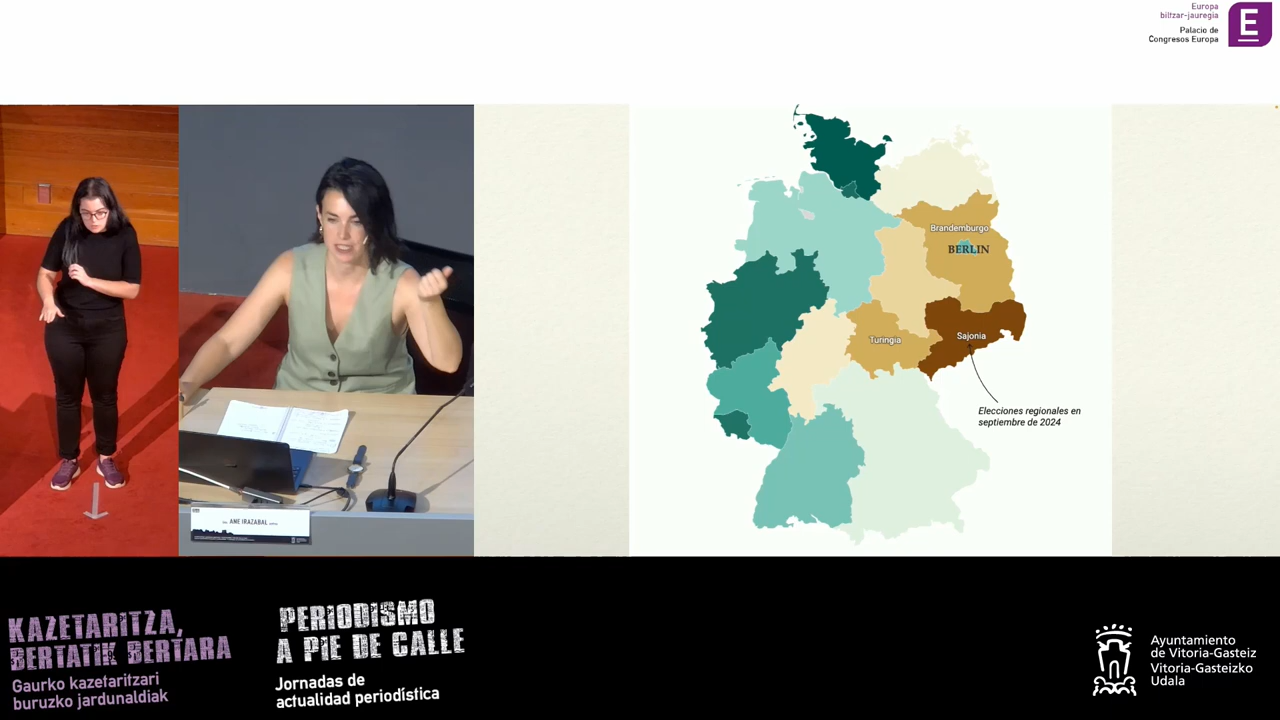 Europa
biltzar-jauregia
Palacio de
Congresos Europa
E
Brandemburgo
BERLIN
Turingia
Sajonia
Elecciones regionales en
septiembre de 2024
ANE IRAZABAL
KAZETARITZA,
BERTATIK BERTARA
Gaurko kazetaritzari
buruzko jardunaldiak
PERIODISMO
A PIE DE CALLE
Jornadas de
actualidad periodística
Ayuntamiento
de Vitoria-Gasteiz
Vitoria-Gasteizko
Udala